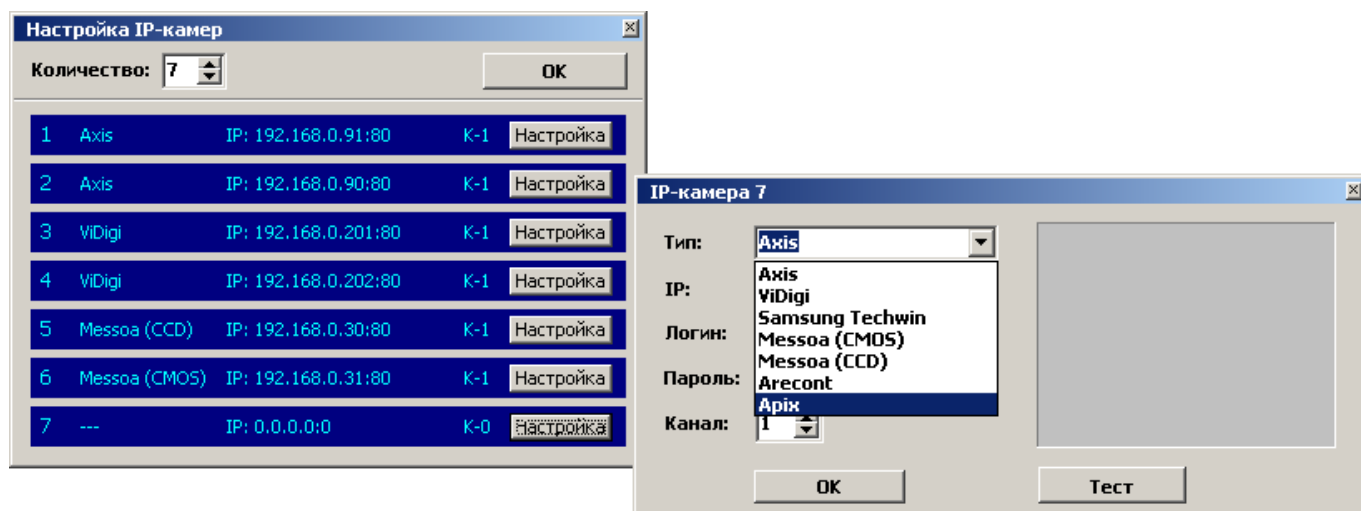 Настройка IP-камер
Количество: 7 OK
1 Axis IP: 192.168.0.91:80 K-1 Настройка
2 Axis IP: 192.168.0.90:80 K-1 Настройка
3 ViDigi IP: 192.168.0.201:80 K-1 Настройка
4 ViDigi IP: 192.168.0.202:80 K-1 Настройка
5 Messoa (CCD) IP: 192.168.0.30:80 K-1 Настройка
6 Messoa (CMOS) IP: 192.168.0.31:80 K-1 Настройка
7 --- IP: 0.0.0.0:0 K-0 Настройка
IP-камера 7
Тип: Axis
Axis
ViDigi
Samsung Techwin
Messoa (CMOS)
Messoa (CCD)
Arecont
Apix
IP:
Логин:
Пароль:
Канал: 1
OK Тест